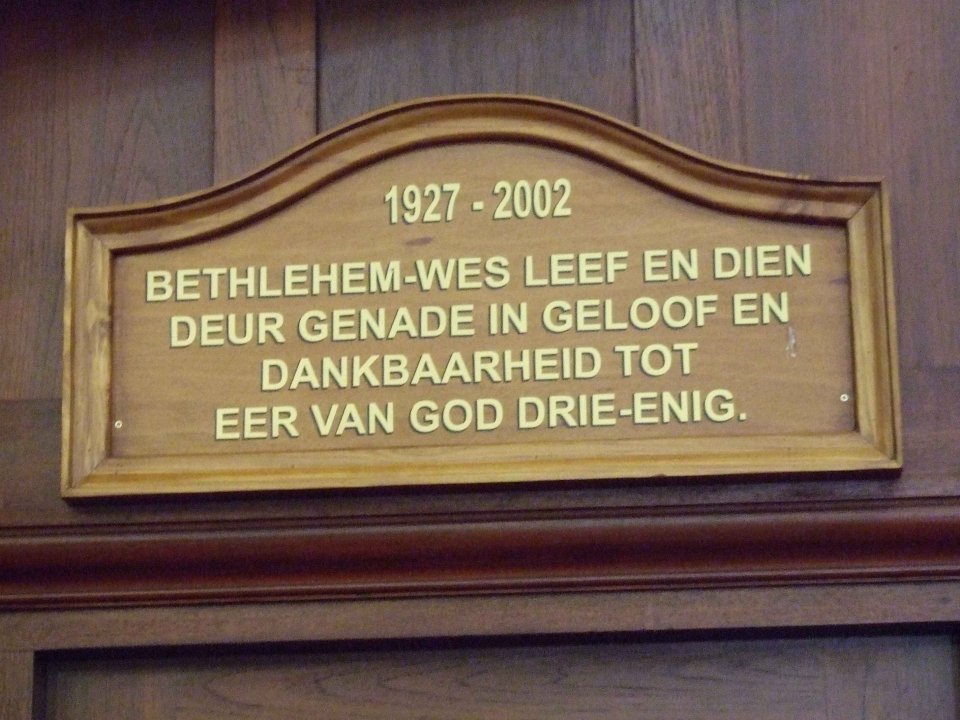 1927 - 2002
BETHLEHEM-WES LEEF EN DIEN
DEUR GENADE IN GELOOF EN
DANKBAARHEID TOT
EER VAN GOD DRIE-ENIG.